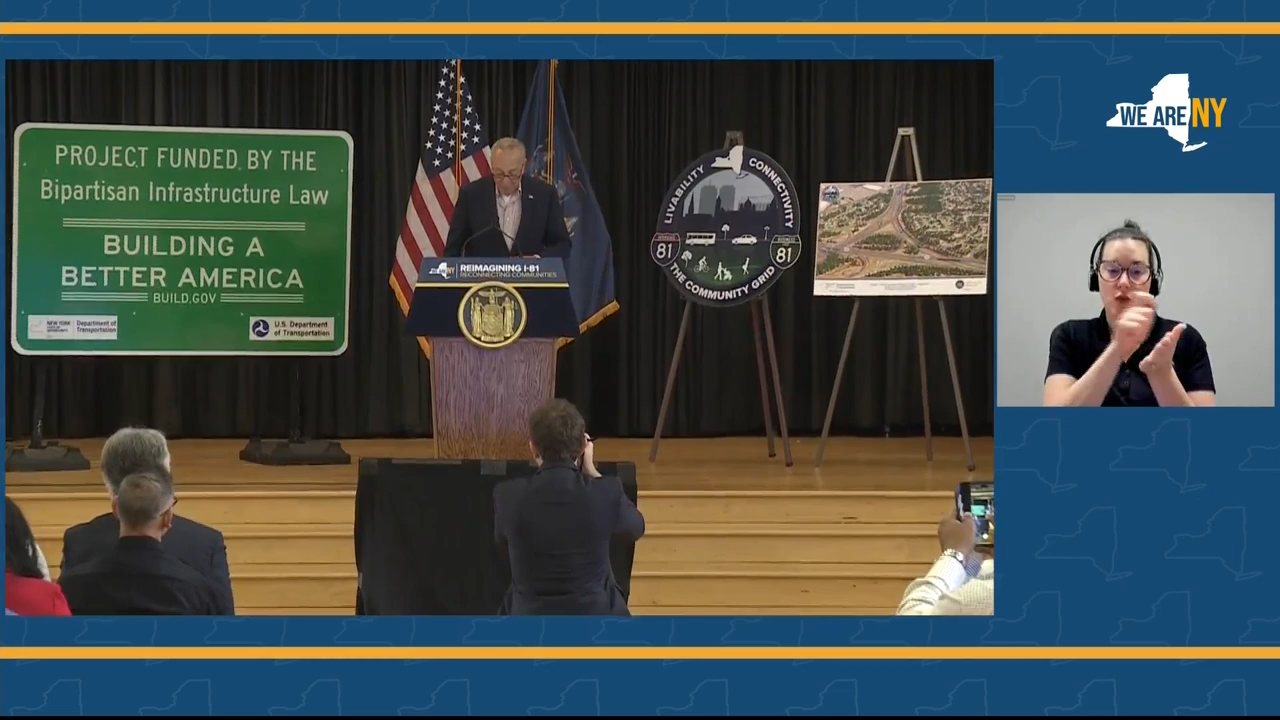 PROJECT FUNDED BY THE
Bipartisan Infrastructure Law
BUILDING A
BETTER AMERICA
BUILD.GOV
NEW YORK
Department of
Transportation
U.S. Department
of Transportation
REIMAGINING I-81
RECONNECTING COMMUNITIES
LIVABILITY
CONNECTIVITY
81
81
THE COMMUNITY GRID
WE ARE NY